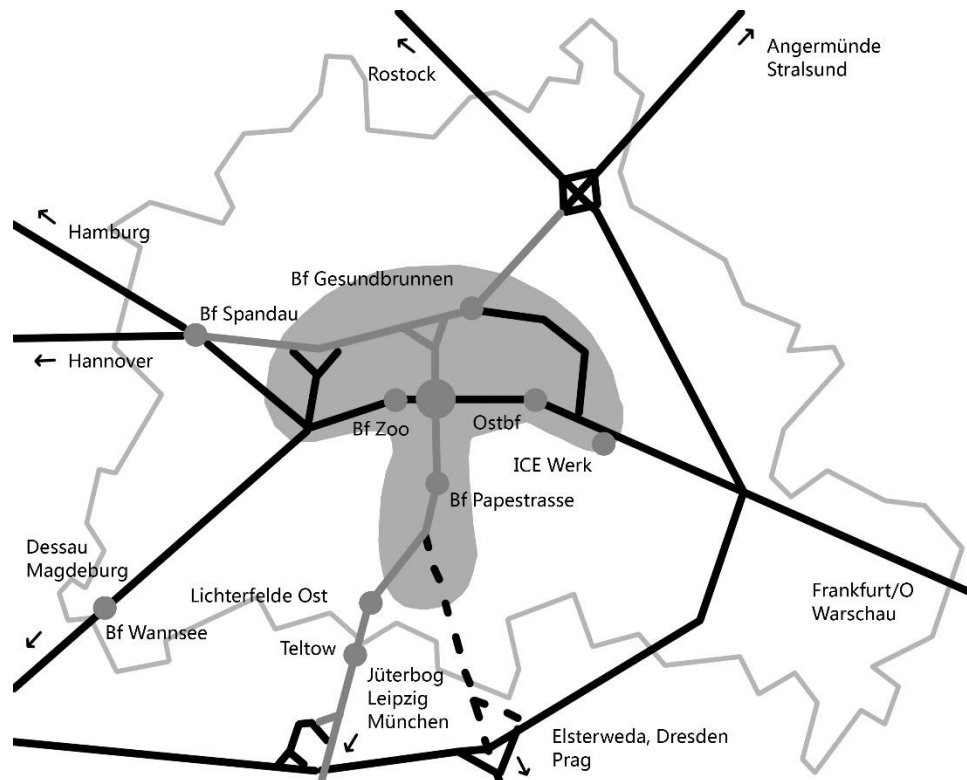 Rostock
Angermünde
Stralsund
Hamburg
Bf Gesundbrunnen
Bf Spandau
Hannover
Bf Zoo
Ostbf
ICE Werk
Bf Papestrasse
Dessau
Magdeburg
Bf Wannsee
Lichterfelde Ost
Frankfurt/O
Warschau
Teltow
Jüterbog
Leipzig
München
Elsterweda, Dresden
Prag